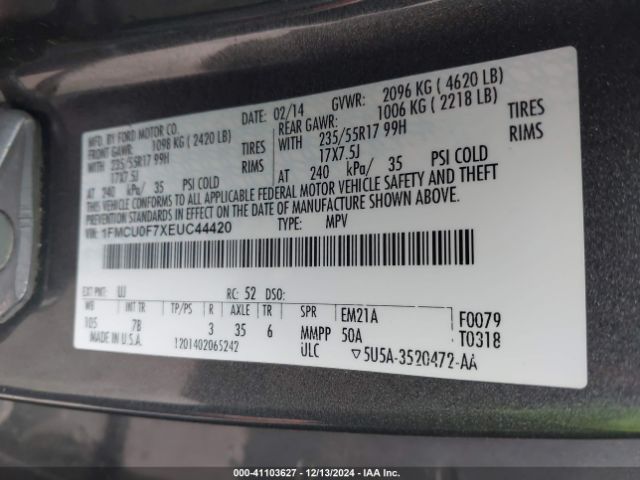 MFD. BY FORD MOTOR CO.
DATE: 02/14
GVWR: 2096 KG ( 4620 LB)
FRONT GAWR: 1098 KG ( 2420 LB)
REAR GAWR: 1006 KG ( 2218 LB)
WITH 235/55R17 99H TIRES
WITH 235/55R17 99H TIRES
17X7.5J RIMS
17X7.5J RIMS
AT 240 kPa/ 35 PSI COLD
AT 240 kPa/ 35 PSI COLD
THIS VEHICLE CONFORMS TO ALL APPLICABLE FEDERAL MOTOR VEHICLE SAFETY AND THEFT
PREVENTION STANDARDS IN EFFECT ON THE DATE OF MANUFACTURE SHOWN ABOVE.
VIN: 1FMCU0F7XEUC44420
TYPE: MPV
EXT PNT: UJ RC: 52 DSO:
WB INT TR TP/PS R AXLE TR SPR EM21A F0079
105 7B 3 35 6 MMPP 50A T0318
MADE IN U.S.A. 1201402065242 ULC ▽5U5A-3520472-AA
000-41103627 - 12/13/2024 - IAA Inc.